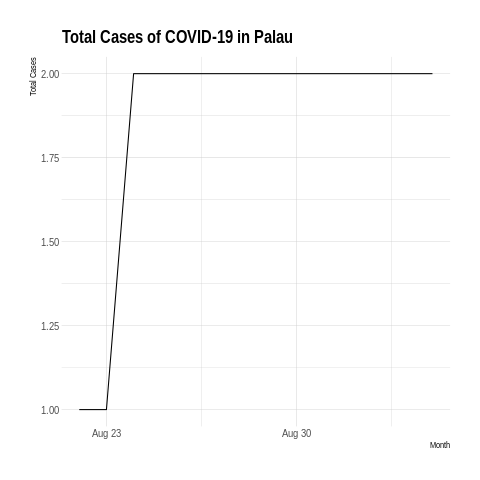 Total Cases of COVID-19 in Palau
Total Cases
2.00
1.75
1.50
1.25
1.00
Aug 23 Aug 30
Month